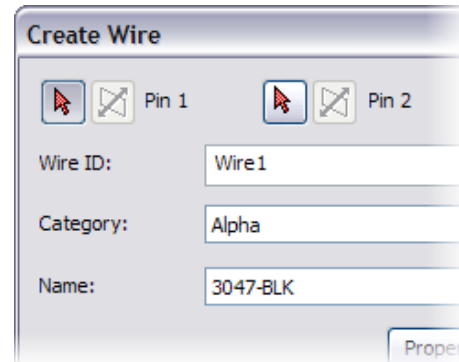 Create Wire
Pin 1 Pin 2
Wire ID: Wire1
Category: Alpha
Name: 3047-BLK